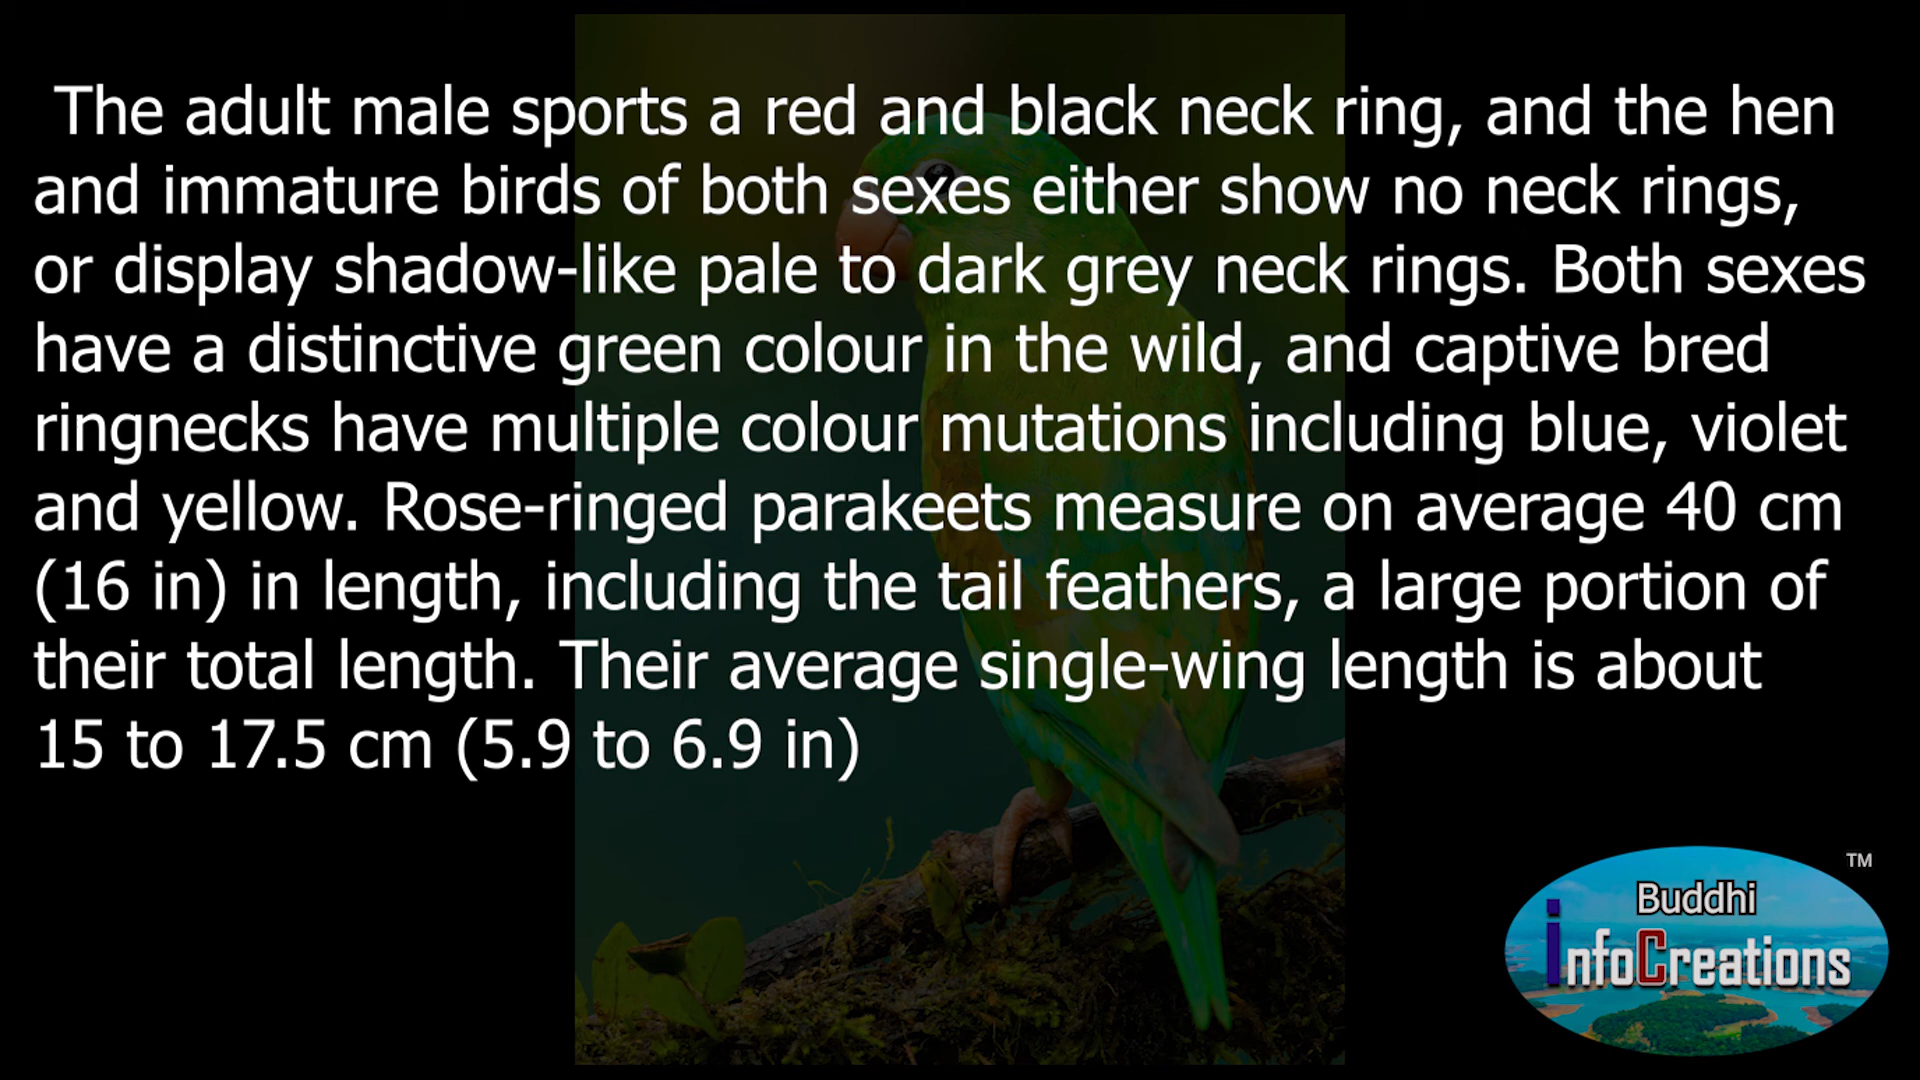 The adult male sports a red and black neck ring, and the hen
and immature birds of both sexes either show no neck rings,
or display shadow-like pale to dark grey neck rings. Both sexes
have a distinctive green colour in the wild, and captive bred
ringnecks have multiple colour mutations including blue, violet
and yellow. Rose-ringed parakeets measure on average 40 cm
(16 in) in length, including the tail feathers, a large portion of
their total length. Their average single-wing length is about
15 to 17.5 cm (5.9 to 6.9 in)
TM
Buddhi
infoCreations